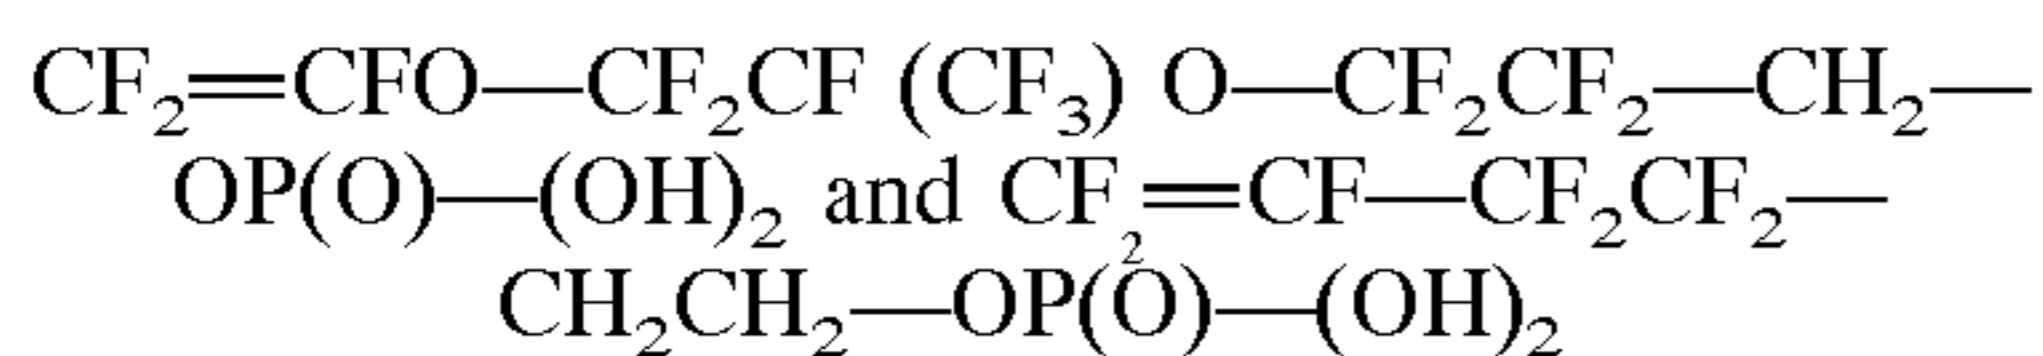 CF₂=CFO—CF₂CF (CF₃) O—CF₂CF₂—CH₂—
OP(O)—(OH)₂ and CF₂=CF—CF₂CF₂—
CH₂CH₂—OP(O)—(OH)₂